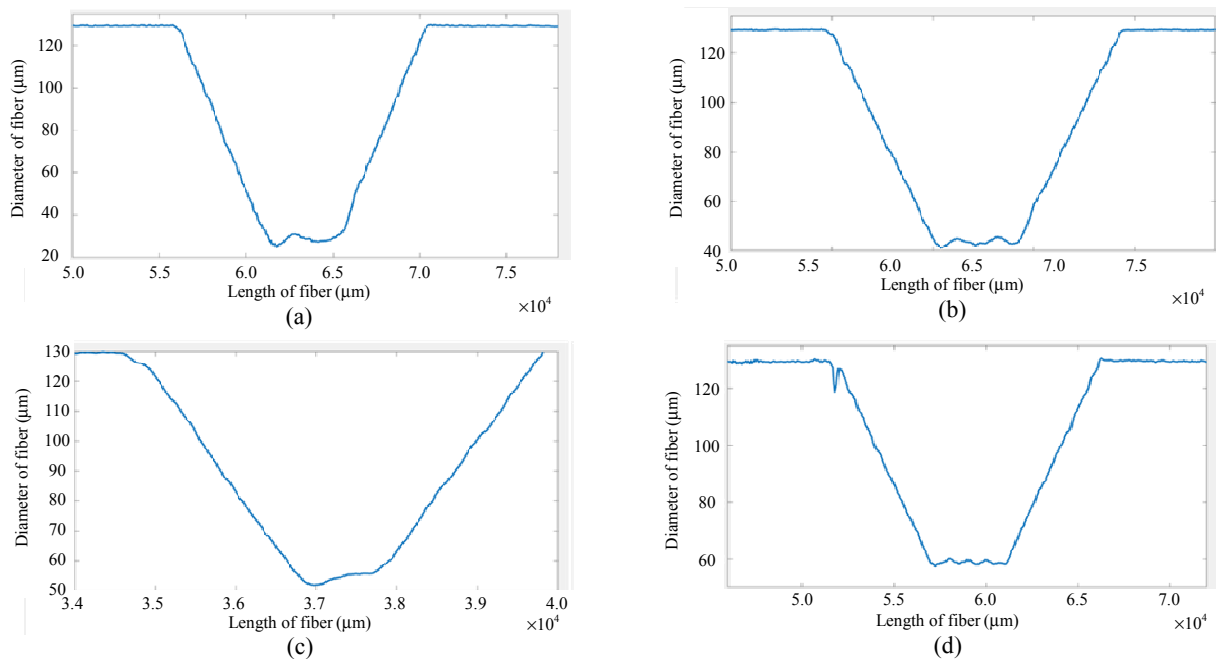 Diameter of fiber (µm)
120
100
80
60
40
20
5.0 5.5 6.0 6.5 7.0 7.5
Length of fiber (µm)
×10⁴
(a)
Diameter of fiber (µm)
120
100
80
60
40
5.0 5.5 6.0 6.5 7.0 7.5
Length of fiber (µm)
×10⁴
(b)
Diameter of fiber (µm)
130
120
110
100
90
80
70
60
50
3.4 3.5 3.6 3.7 3.8 3.9 4.0
Length of fiber (µm)
×10⁴
(c)
Diameter of fiber (µm)
120
100
80
60
5.0 5.5 6.0 6.5 7.0
Length of fiber (µm)
×10⁴
(d)